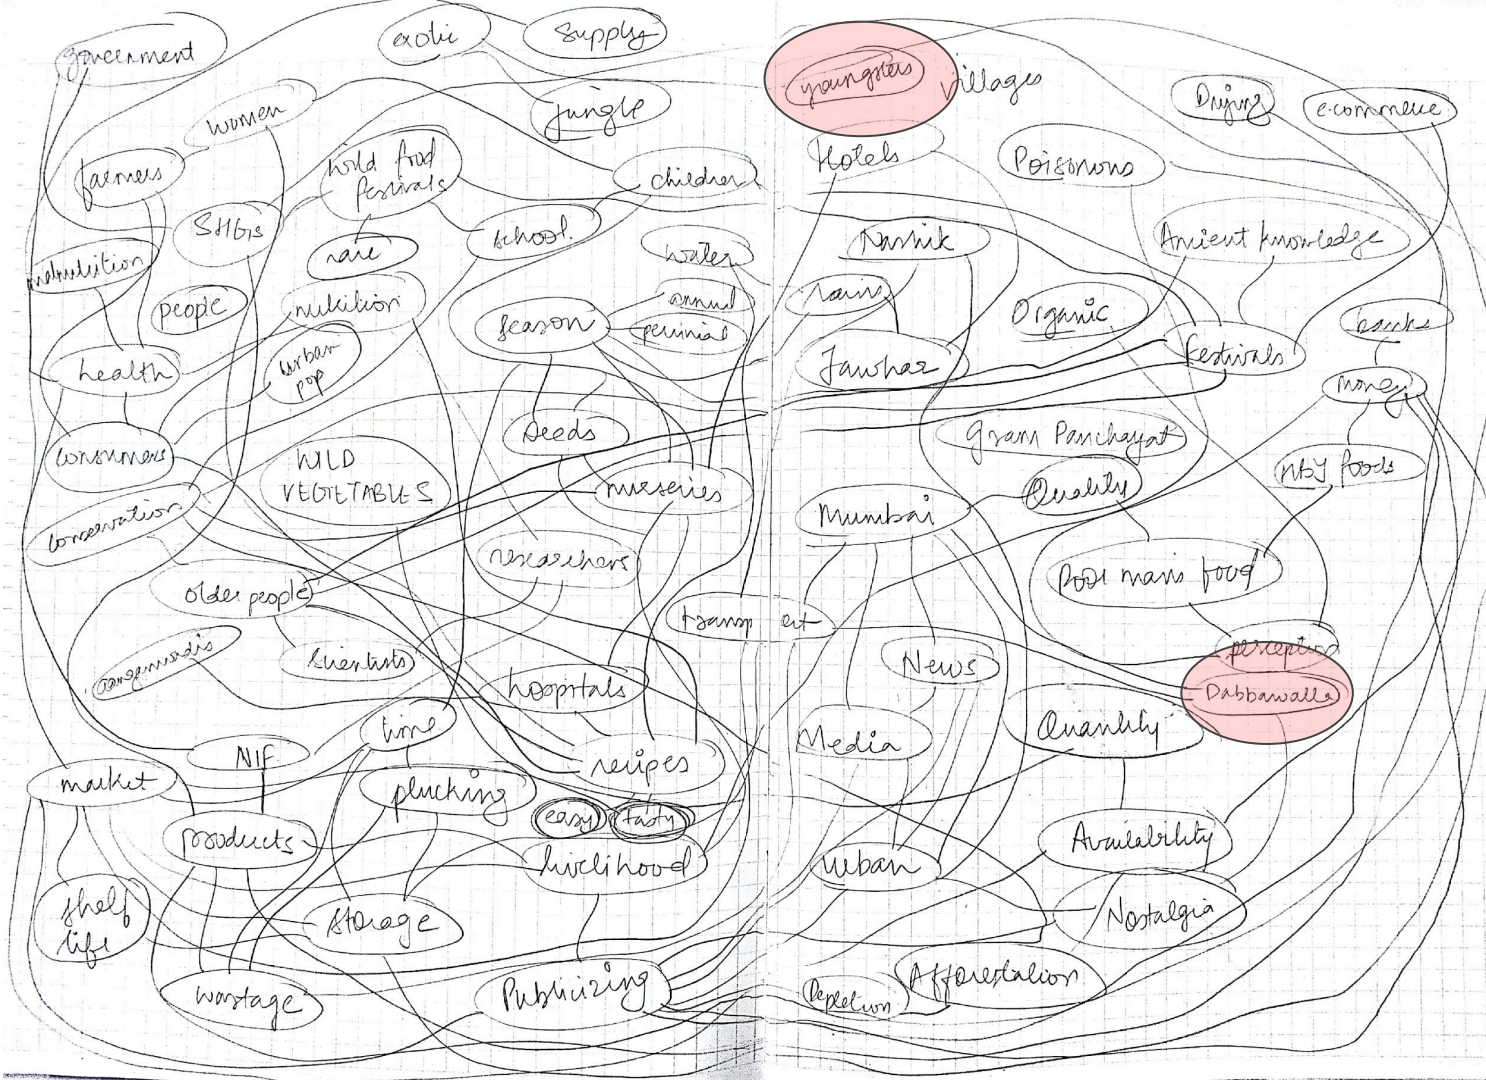 government
exotic
Supply
youngsters
villages
Drying
e-commerce
women
jungle
Hotels
Poisonous
farmers
wild food
festivals
children
SHGs
school.
Nashik
Ancient knowledge
malnutrition
rare
water
people
nutrition
season
annual
perinnial
rains
Organic
banks
health
urban
pop
Jawhar
festivals
money
consumers
WILD
VEGETABLES
seeds
Gram Panchayat
NBJ foods
conservation
nurseries
Mumbai
Quality
older people
researchers
Poor man's food
transport
scientists
hospitals
News
perception
Dabbawalla
time
Media
Quantity
NIF
recipes
market
plucking
easy
tasty
products
livelihood
Urban
Availability
shelf
life
storage
Nostalgia
wastage
Publicizing
Depletion
Afforestation